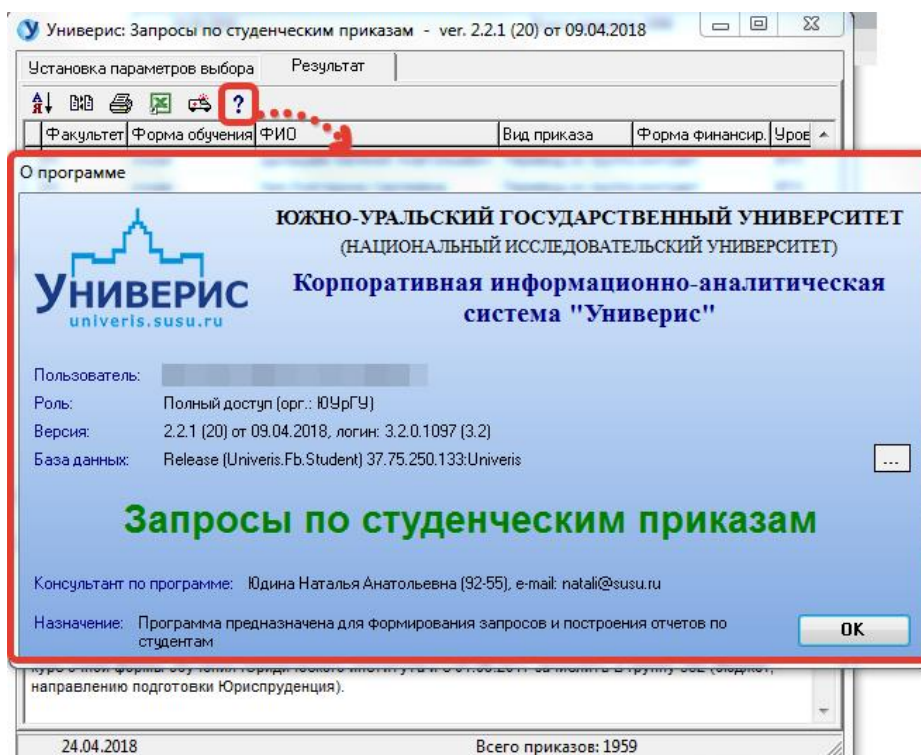 Универис: Запросы по студенческим приказам - ver. 2.2.1 (20) от 09.04.2018
Установка параметров выбора Результат
?
Факультет Форма обучения ФИО Вид приказа Форма финансир. Уров
О программе
ЮЖНО-УРАЛЬСКИЙ ГОСУДАРСТВЕННЫЙ УНИВЕРСИТЕТ
(НАЦИОНАЛЬНЫЙ ИССЛЕДОВАТЕЛЬСКИЙ УНИВЕРСИТЕТ)
Корпоративная информационно-аналитическая
система "Универис"
УНИВЕРИС
univeris.susu.ru
Пользователь:
Роль: Полный доступ (орг.: ЮУрГУ)
Версия: 2.2.1 (20) от 09.04.2018, логин: 3.2.0.1097 (3.2)
База данных: Release (Univeris.Fb.Student) 37.75.250.133:Univeris
...
Запросы по студенческим приказам
Консультант по программе: Юдина Наталья Анатольевна (92-55), e-mail: natali@susu.ru
Назначение: Программа предназначена для формирования запросов и построения отчетов по
студентам
OK
направлению подготовки Юриспруденция).
24.04.2018 Всего приказов: 1959